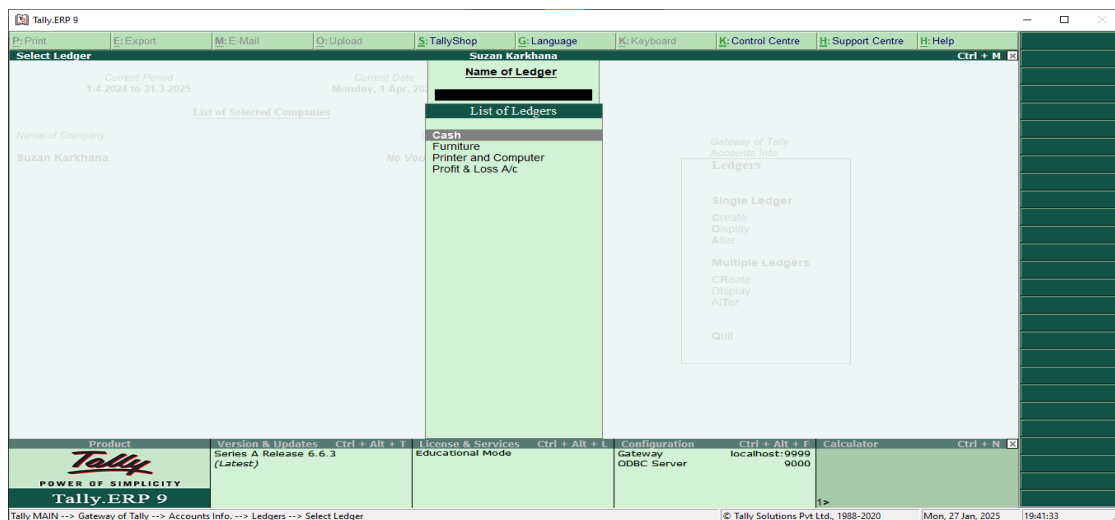 Tally.ERP 9
P: Print E: Export M: E-Mail O: Upload S: TallyShop G: Language K: Keyboard K: Control Centre H: Support Centre H: Help
Select Ledger Suzan Karkhana Ctrl + M
Current Period Current Date
1-4-2024 to 31-3-2025 Monday, 1 Apr, 20
List of Selected Companies
Name of Company
Suzan Karkhana No Vou
Name of Ledger
List of Ledgers
Cash
Furniture
Printer and Computer
Profit & Loss A/c
Gateway of Tally
Accounts Info.
Ledgers
Single Ledger
Create
Display
Alter
Multiple Ledgers
CReate
DIsplay
AlTer
Quit
Product Version & Updates Ctrl + Alt + T License & Services Ctrl + Alt + L Configuration Ctrl + Alt + F Calculator Ctrl + N
Tally Series A Release 6.6.3 Educational Mode Gateway localhost:9999
(Latest) ODBC Server 9000
POWER OF SIMPLICITY
Tally.ERP 9 1>
Tally MAIN --> Gateway of Tally --> Accounts Info. --> Ledgers --> Select Ledger © Tally Solutions Pvt Ltd., 1988-2020 Mon, 27 Jan, 2025 19:41:33